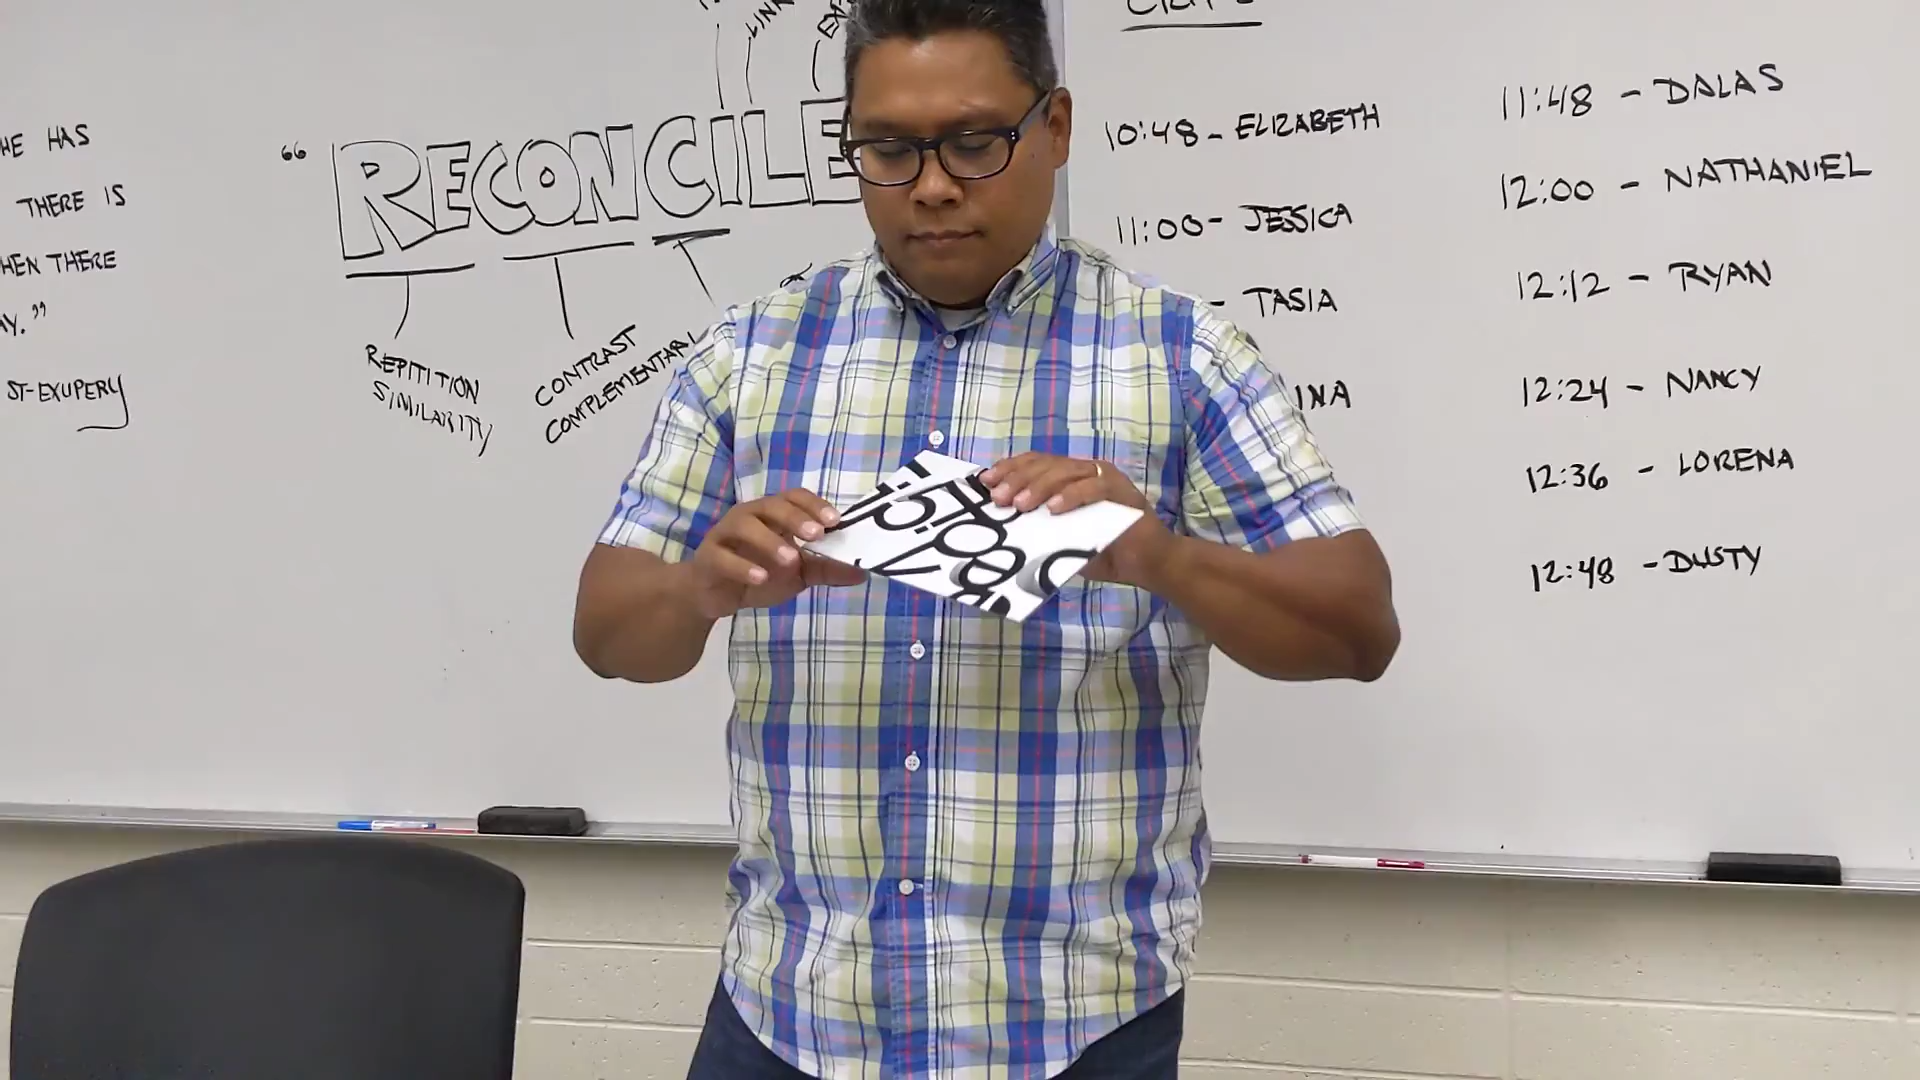 HE HAS
THERE IS
HEN THERE
AY."
ST-EXUPERY
LINK
"RECONCILE
REPITITION
SIMILARITY
CONTRAST
COMPLEMENTARY
10:48 - ELIZABETH
11:00 - JESSICA
- TASIA
INA
11:48 - DALAS
12:00 - NATHANIEL
12:12 - RYAN
12:24 - NANCY
12:36 - LORENA
12:48 - DUSTY